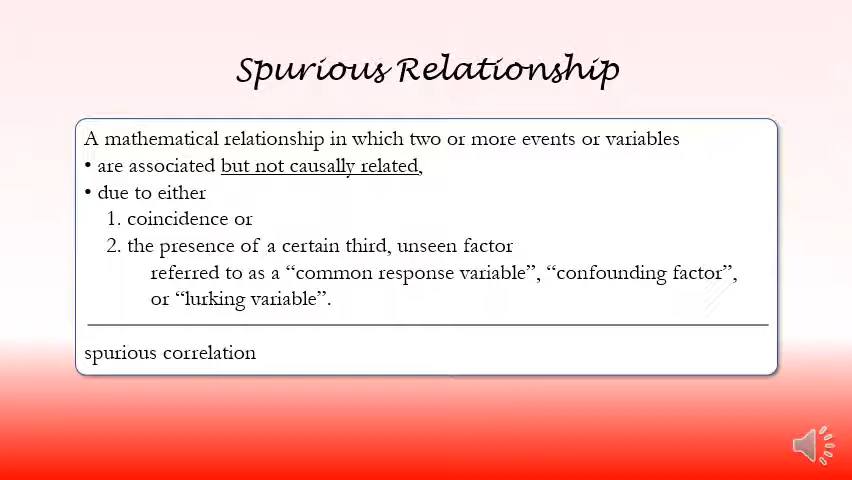 Spurious Relationship
A mathematical relationship in which two or more events or variables
• are associated but not causally related,
• due to either
1. coincidence or
2. the presence of a certain third, unseen factor
referred to as a “common response variable”, “confounding factor”,
or “lurking variable”.
spurious correlation